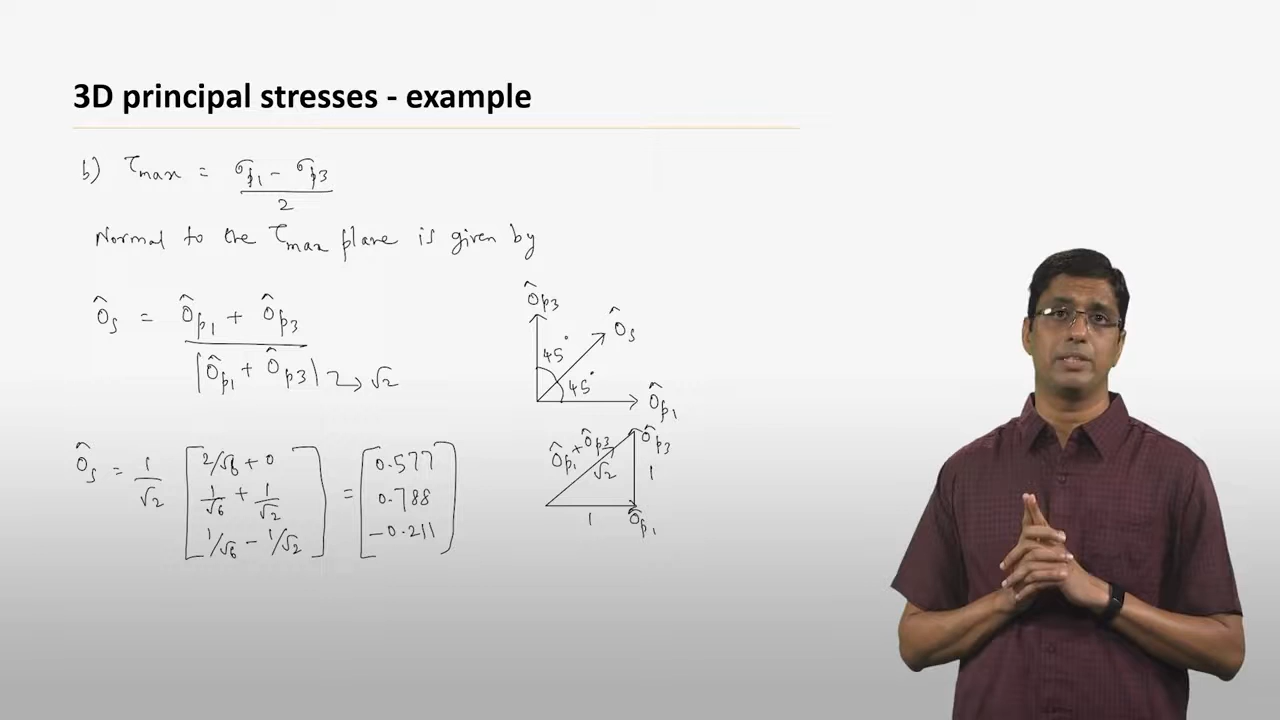 3D principal stresses - example
b) τmax = σp1 - σp3
2
Normal to the τmax plane is given by
ôs = ôp1 + ôp3
|ôp1 + ôp3| → √2
ôs = 1/√2 [2/√6 + 0
1/√6 + 1/√2
1/√6 - 1/√2] = [0.577
0.788
-0.211]
ôp3
ôs
45°
45°
ôp1
ôp1 + ôp3
ôp3
√2
1
1
ôp1